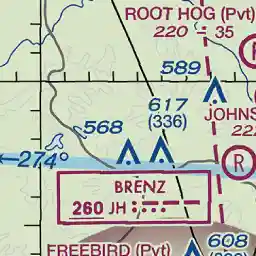 ROOT HOG (Pvt)
220 - 35
589
R
617
(336)
JOHNS
568
274°
R
BRENZ
260 JH
FREEBIRD (Pvt)
608